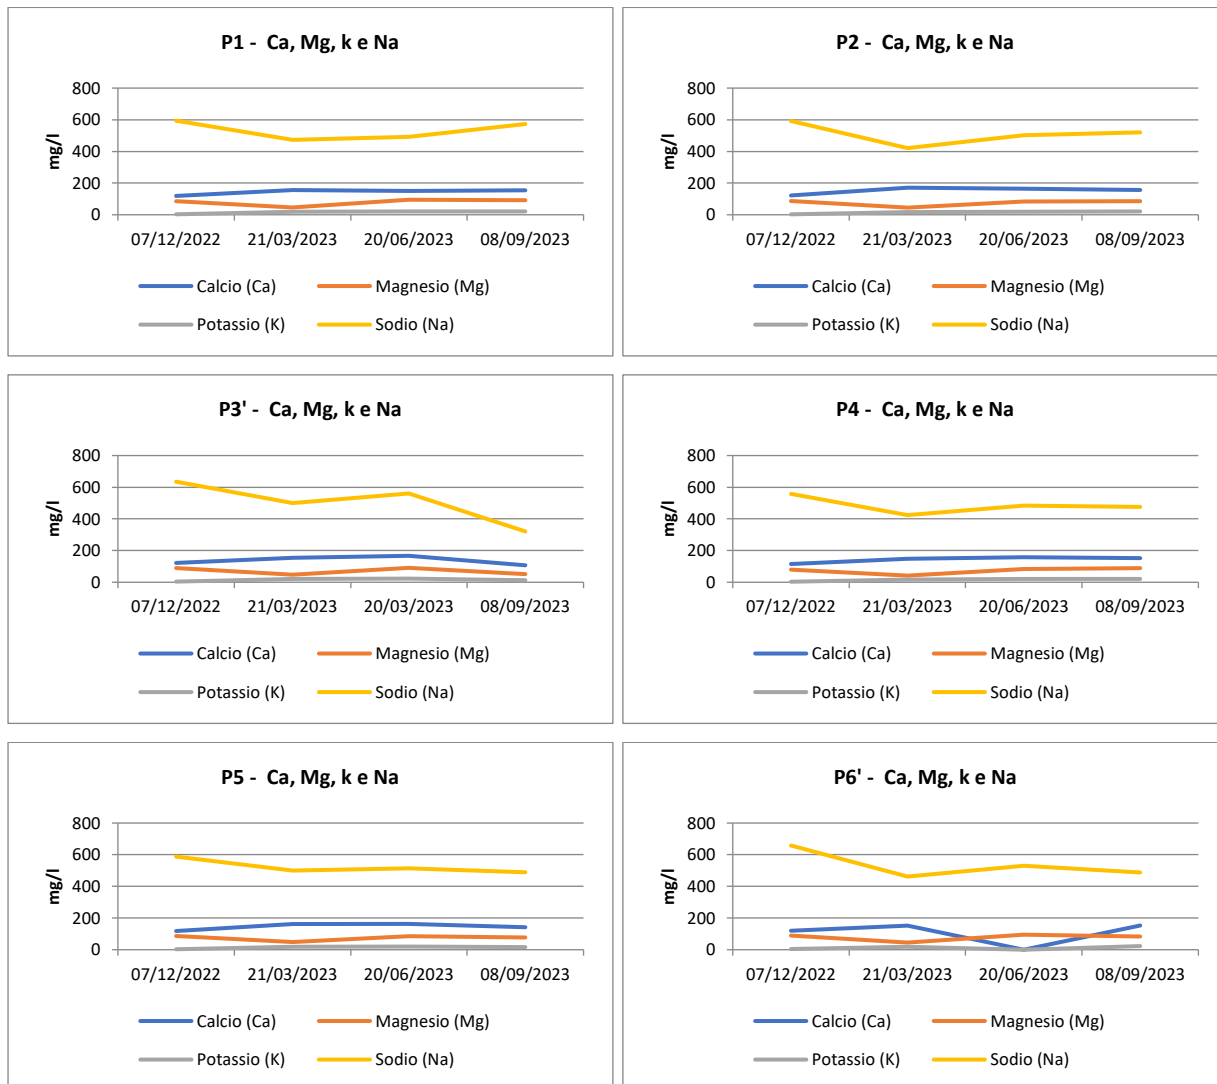 P1 -  Ca, Mg, k e Na
mg/l
800
600
400
200
0
07/12/2022 21/03/2023 20/06/2023 08/09/2023
Calcio (Ca) Magnesio (Mg)
Potassio (K) Sodio (Na)
P2 -  Ca, Mg, k e Na
mg/l
800
600
400
200
0
07/12/2022 21/03/2023 20/06/2023 08/09/2023
Calcio (Ca) Magnesio (Mg)
Potassio (K) Sodio (Na)
P3' -  Ca, Mg, k e Na
mg/l
800
600
400
200
0
07/12/2022 21/03/2023 20/03/2023 08/09/2023
Calcio (Ca) Magnesio (Mg)
Potassio (K) Sodio (Na)
P4 -  Ca, Mg, k e Na
mg/l
800
600
400
200
0
07/12/2022 21/03/2023 20/06/2023 08/09/2023
Calcio (Ca) Magnesio (Mg)
Potassio (K) Sodio (Na)
P5 -  Ca, Mg, k e Na
mg/l
800
600
400
200
0
07/12/2022 21/03/2023 20/06/2023 08/09/2023
Calcio (Ca) Magnesio (Mg)
Potassio (K) Sodio (Na)
P6' -  Ca, Mg, k e Na
mg/l
800
600
400
200
0
07/12/2022 21/03/2023 20/06/2023 08/09/2023
Calcio (Ca) Magnesio (Mg)
Potassio (K) Sodio (Na)